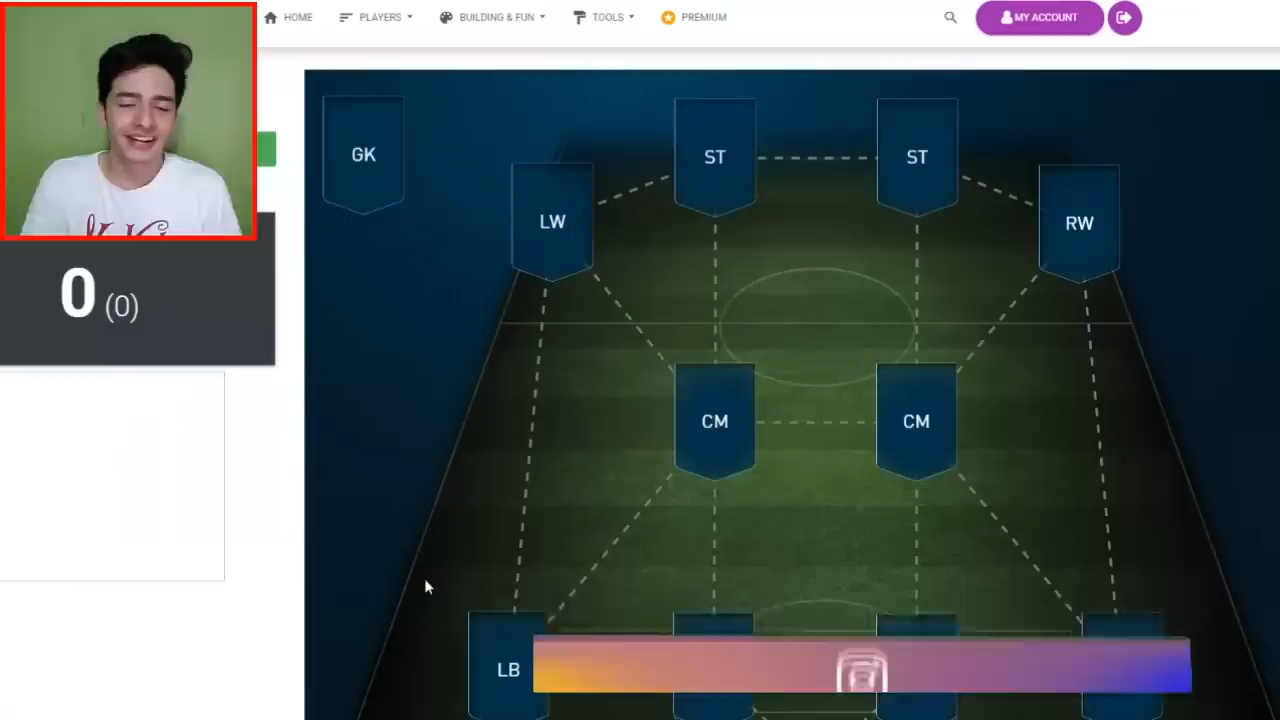 HOME PLAYERS BUILDING & FUN TOOLS PREMIUM MY ACCOUNT
GK
ST
ST
LW
RW
0 (0)
CM
CM
LB